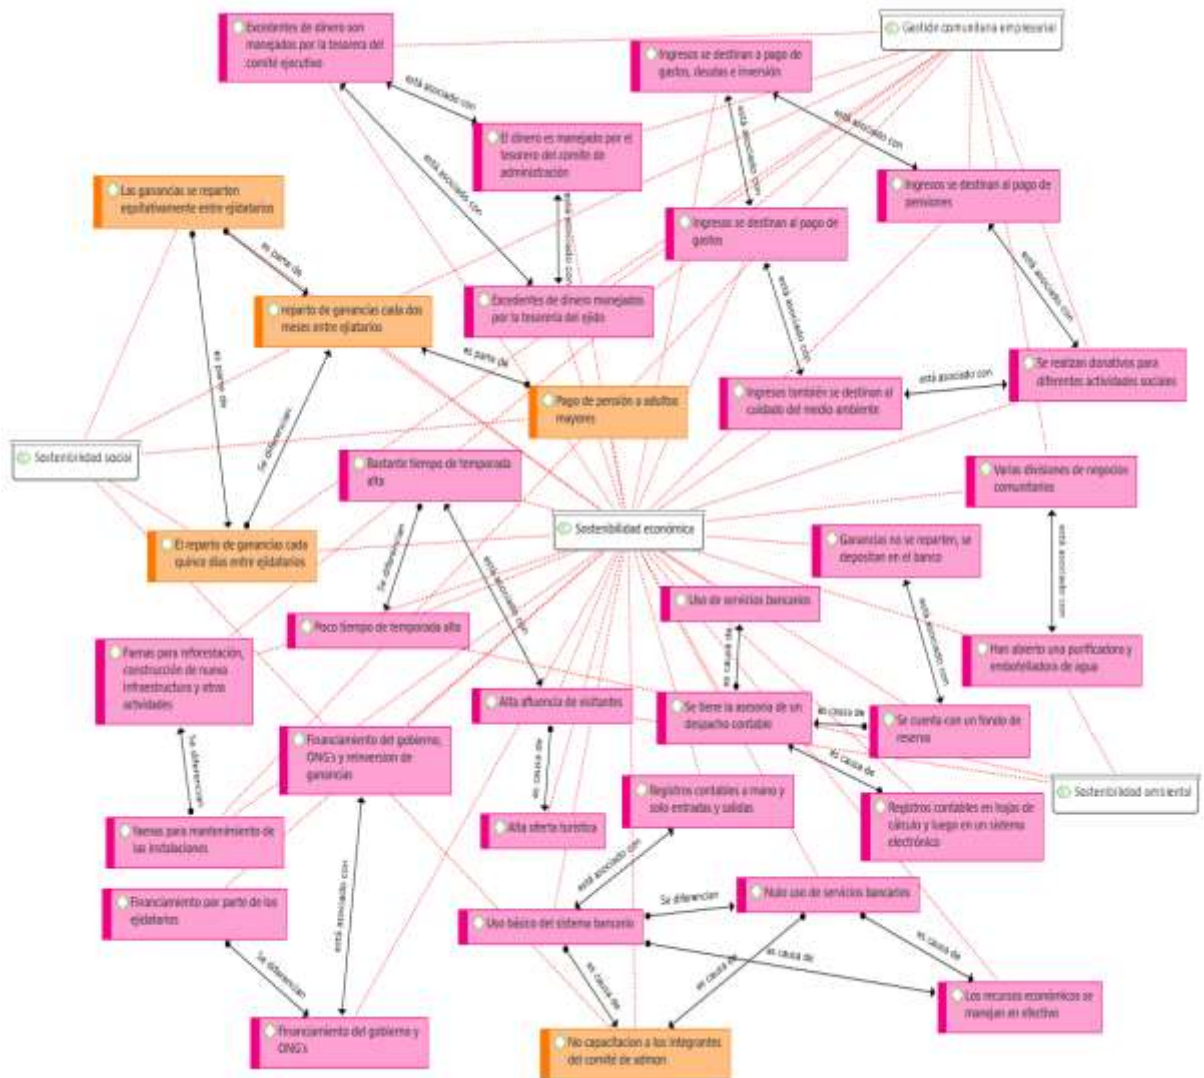 Excedentes de dinero son
manejados por la tesorera del
comité ejecutivo
Gestión comunitaria empresarial
Ingresos se destinan a pago de
gastos, deudas e inversión
está asociado con
está asociado con
está asociado con
El dinero es manejado por el
tesorero del comité de
administración
está asociado con
Las ganancias se reparten
equitativamente entre ejidatarios
Ingresos se destinan al pago de
pensiones
Ingresos se destinan al pago de
gastos
está asociado con
es parte de
Excedentes de dinero manejados
por la tesorería del ejido
reparto de ganancias cada dos
meses entre ejiatarios
está asociado con
está asociado con
es parte de
es parte de
Se realizan donativos para
diferentes actividades sociales
está asociado con
Ingresos también se destinan al
cuidado del medio ambiente
Pago de pensión a adultos
mayores
Se diferencian
Sostenibilidad social
Bastante tiempo de temporada
alta
Varias divisiones de negocios
comunitarios
Sostenibilidad económica
Ganancias no se reparten, se
depositan en el banco
El reparto de ganancias cada
quince días entre ejidatarios
Se diferencian
está asociado con
está asociado con
Uso de servicios bancarios
está asociado con
Poco tiempo de temporada alta
Han abierto una purificadora y
embotelladora de agua
es causa de
Faenas para reforestación,
construcción de nueva
infraestructura y otras
actividades
Alta afluencia de visitantes
Se tiene la asesoría de un
despacho contable
es causa de
Se cuenta con un fondo de
reserva
Financiamiento del gobierno,
ONG's y reinversion de
ganancias
Se diferencian
es causa de
es causa de
Registros contables a mano y
solo entradas y salidas
Sostenibilidad ambiental
Registros contables en hojas de
cálculo y luego en un sistema
electrónico
Alta oferta turística
faenas para mantenimiento de
las instalaciones
está asociado con
Financiamiento por parte de los
ejidatarios
Nulo uso de servicios bancarios
Se diferencian
Uso básico del sistema bancario
está asociado con
Se diferencian
es causa de
es causa de
es causa de
es causa de
Los recursos económicos se
manejan en efectivo
Financiamiento del gobierno y
ONG's
No capacitacion a los integrantes
del comité de admon